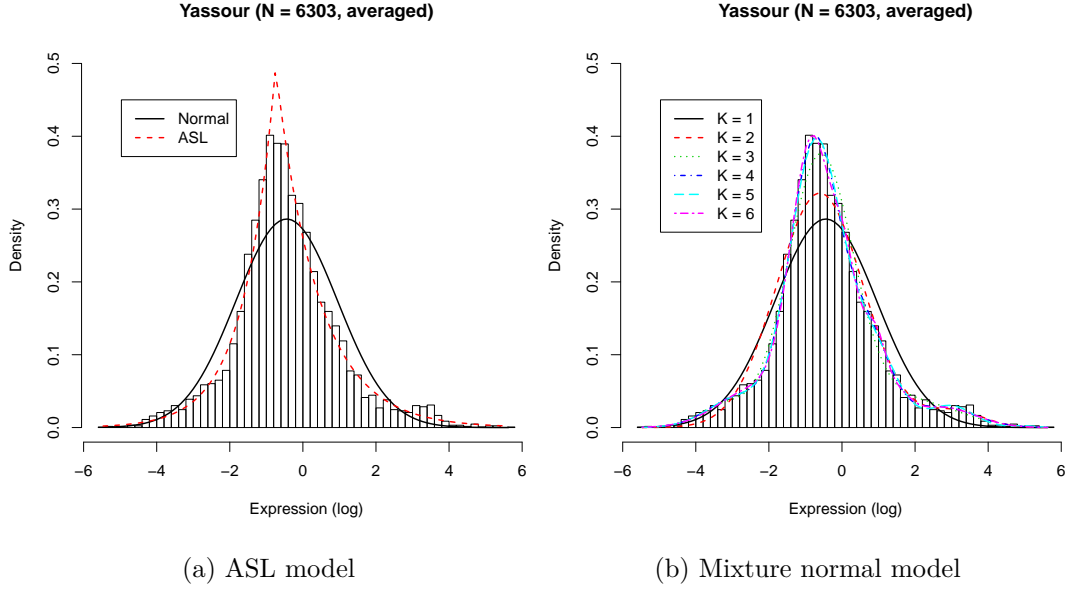 Yassour (N = 6303, averaged)
0.5
0.4
0.3
0.2
0.1
0.0
Density
Normal
ASL
−6
−4
−2
0
2
4
6
Expression (log)
(a) ASL model
Yassour (N = 6303, averaged)
0.5
0.4
0.3
0.2
0.1
0.0
Density
K = 1
K = 2
K = 3
K = 4
K = 5
K = 6
−6
−4
−2
0
2
4
6
Expression (log)
(b) Mixture normal model